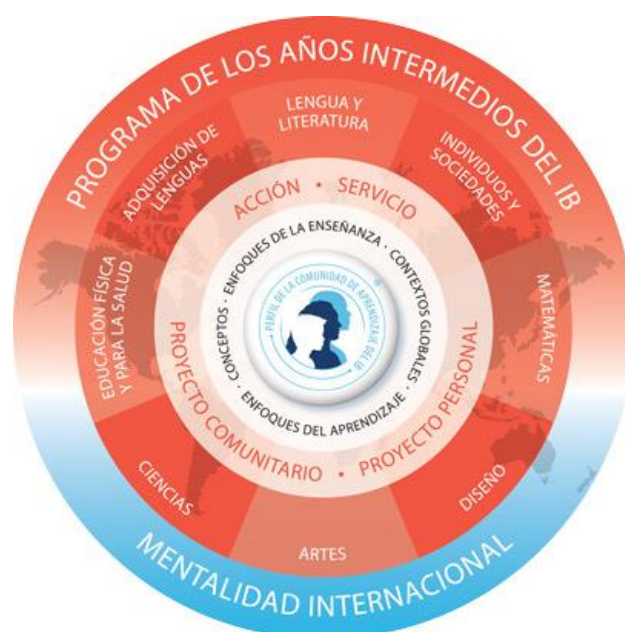 PROGRAMA DE LOS AÑOS INTERMEDIOS DEL IB
LENGUA Y
LITERATURA
INDIVIDUOS Y
SOCIEDADES
MATEMÁTICAS
DISEÑO
ARTES
CIENCIAS
EDUCACIÓN FÍSICA
Y PARA LA SALUD
ADQUISICIÓN DE
LENGUAS
ACCIÓN • SERVICIO
PROYECTO COMUNITARIO • PROYECTO PERSONAL
ENFOQUES DE LA ENSEÑANZA · CONTEXTOS GLOBALES · ENFOQUES DEL APRENDIZAJE · CONCEPTOS ·
PERFIL DE LA COMUNIDAD DE APRENDIZAJE DEL IB
®
MENTALIDAD INTERNACIONAL